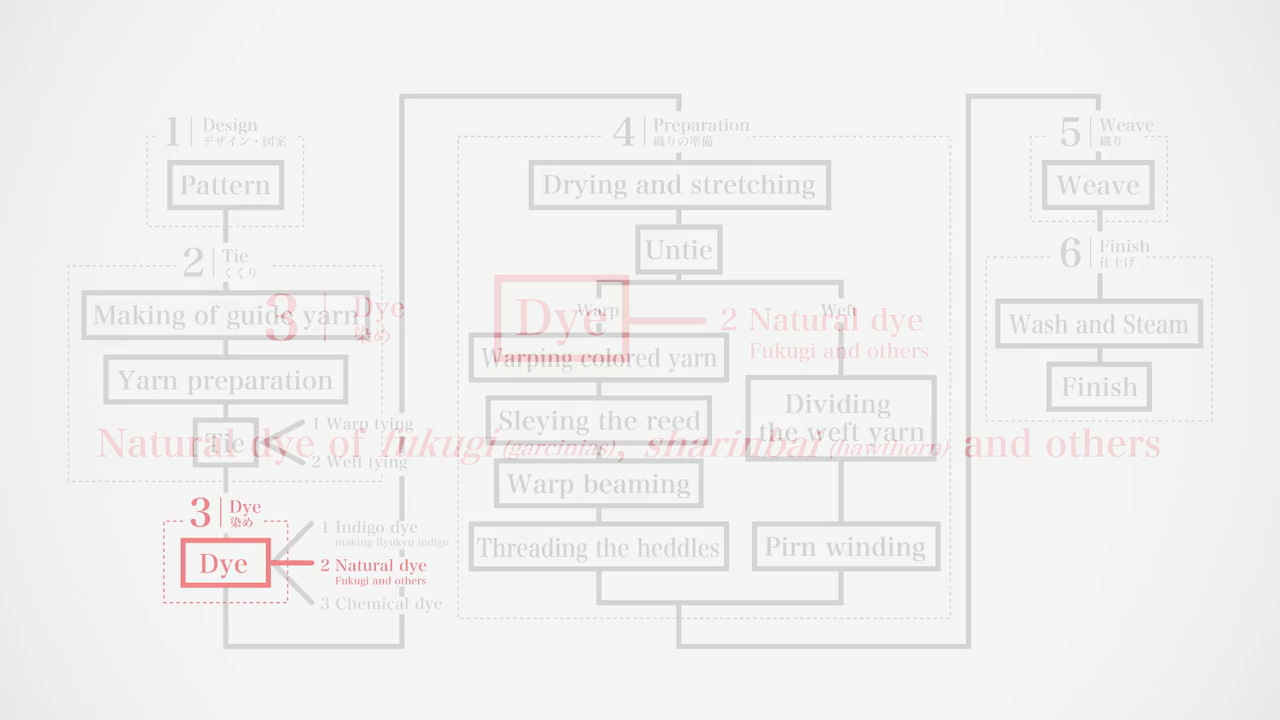 1 Design
デザイン・図案
Pattern
2 Tie
くくり
Making of guide yarn
Yarn preparation
Tie
1 Warp tying
2 Weft tying
3 Dye
染め
Dye
1 Indigo dye
making Ryukyu indigo
2 Natural dye
Fukugi and others
3 Chemical dye
4 Preparation
織りの準備
Drying and stretching
Untie
Warp
Warping colored yarn
Sleying the reed
Warp beaming
Threading the heddles
Weft
Dividing
the weft yarn
Pirn winding
5 Weave
織り
Weave
6 Finish
仕上げ
Wash and Steam
Finish
3 Dye
染め
Dye
2 Natural dye
Fukugi and others
Natural dye of fukugi (garcinias), sharinbai (hawthorn) and others